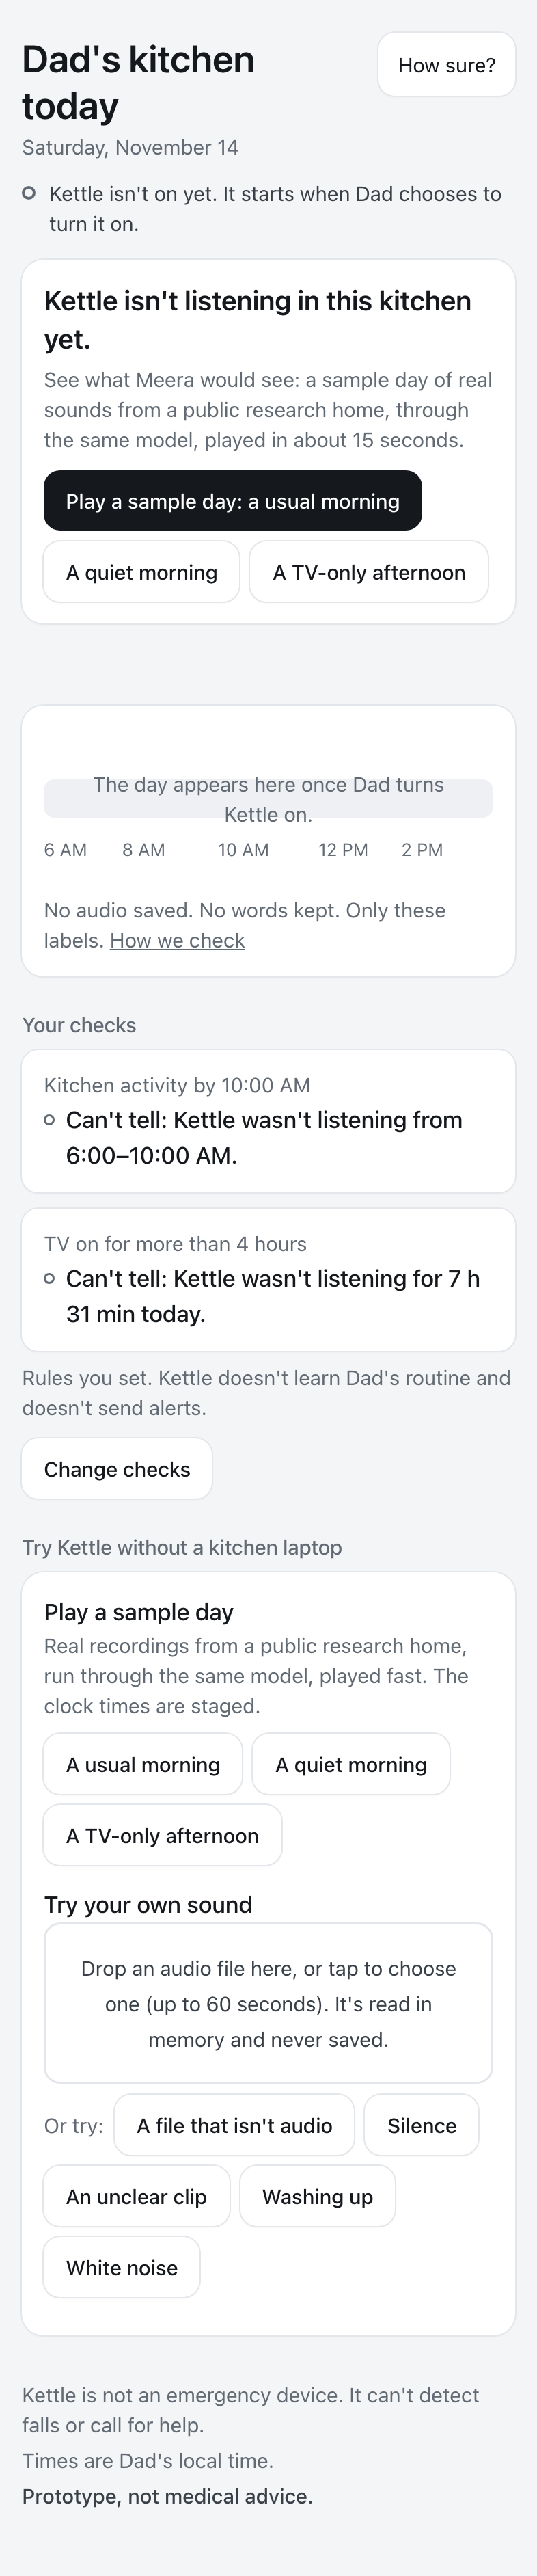 Dad's kitchen
today
How sure?
Saturday, November 14
Kettle isn't on yet. It starts when Dad chooses to
turn it on.
Kettle isn't listening in this kitchen
yet.
See what Meera would see: a sample day of real
sounds from a public research home, through
the same model, played in about 15 seconds.
Play a sample day: a usual morning
A quiet morning
A TV-only afternoon
The day appears here once Dad turns
Kettle on.
6 AM 8 AM 10 AM 12 PM 2 PM
No audio saved. No words kept. Only these
labels. How we check
Your checks
Kitchen activity by 10:00 AM
Can't tell: Kettle wasn't listening from
6:00–10:00 AM.
TV on for more than 4 hours
Can't tell: Kettle wasn't listening for 7 h
31 min today.
Rules you set. Kettle doesn't learn Dad's routine and
doesn't send alerts.
Change checks
Try Kettle without a kitchen laptop
Play a sample day
Real recordings from a public research home,
run through the same model, played fast. The
clock times are staged.
A usual morning
A quiet morning
A TV-only afternoon
Try your own sound
Drop an audio file here, or tap to choose
one (up to 60 seconds). It's read in
memory and never saved.
Or try: A file that isn't audio Silence
An unclear clip Washing up
White noise
Kettle is not an emergency device. It can't detect
falls or call for help.
Times are Dad's local time.
Prototype, not medical advice.